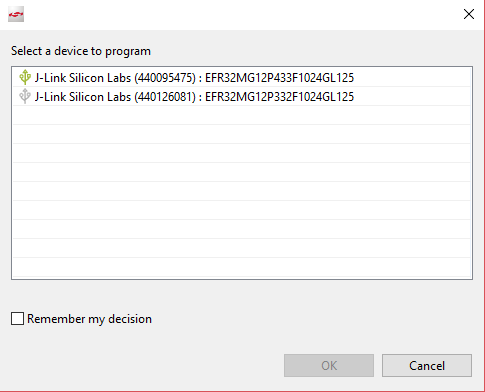 Select a device to program
J-Link Silicon Labs (440095475) : EFR32MG12P433F1024GL125
J-Link Silicon Labs (440126081) : EFR32MG12P332F1024GL125
Remember my decision
OK
Cancel